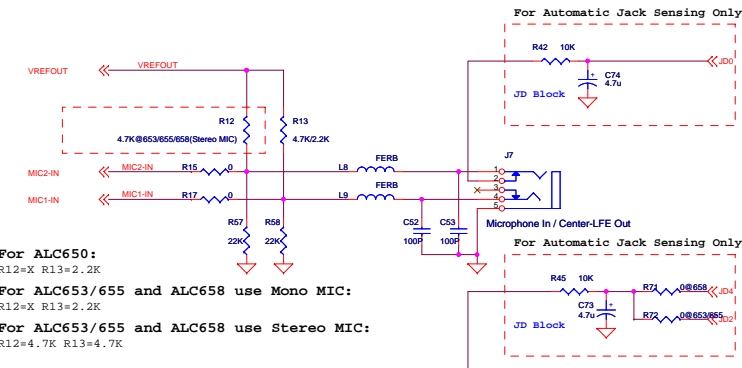 For Automatic Jack Sensing Only
R42 10K
JD0
C74
4.7u
JD Block
VREFOUT
VREFOUT
R12
R13
4.7K@653/655/658(Stereo MIC)
4.7K/2.2K
MIC2-IN
MIC2-IN
R15 0
L8
FERB
MIC1-IN
MIC1-IN
R17 0
L9
FERB
J7
1
2
3
4
5
Microphone In / Center-LFE Out
R57
22K
R58
22K
C52
100P
C53
100P
For Automatic Jack Sensing Only
R45 10K
R71 0@658
JD4
C73
4.7u
R72 0@653/655
JD2
JD Block
For ALC650:
R12=X R13=2.2K
For ALC653/655 and ALC658 use Mono MIC:
R12=X R13=2.2K
For ALC653/655 and ALC658 use Stereo MIC:
R12=4.7K R13=4.7K